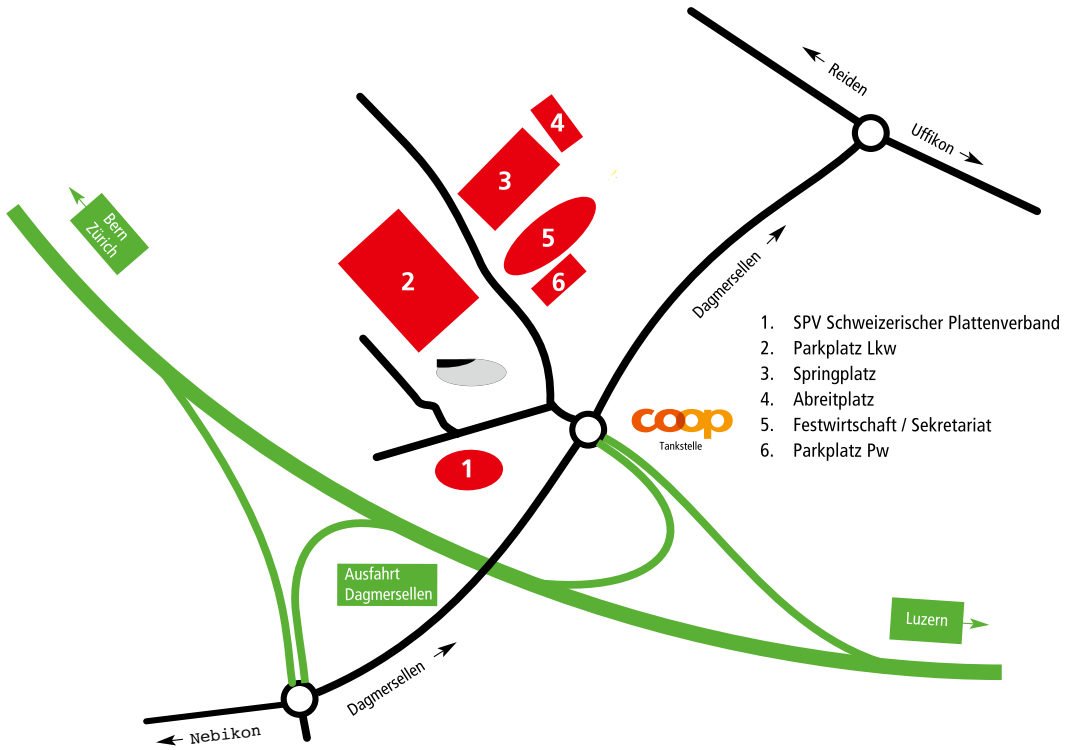 Reiden
Uffikon
4
3
Bern
Zürich
5
2
6
Dagmersellen
1. SPV Schweizerischer Plattenverband
2. Parkplatz Lkw
3. Springplatz
4. Abreitplatz
5. Festwirtschaft / Sekretariat
6. Parkplatz Pw
coop
Tankstelle
1
Ausfahrt
Dagmersellen
Luzern
Dagmersellen
Nebikon